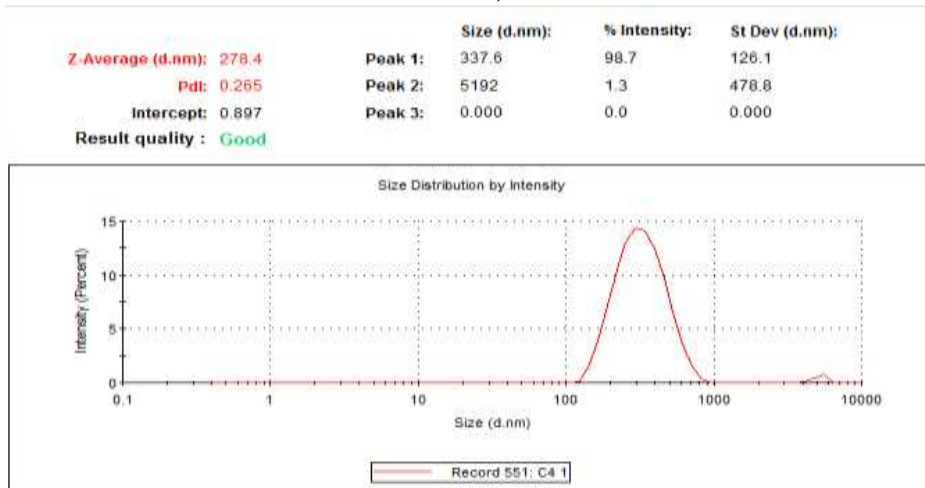 Size (d.nm): % Intensity: St Dev (d.nm):
Z-Average (d.nm): 278.4 Peak 1: 337.6 98.7 126.1
PdI: 0.265 Peak 2: 5192 1.3 478.8
Intercept: 0.897 Peak 3: 0.000 0.0 0.000
Result quality : Good
Size Distribution by Intensity
Intensity (Percent)
15
10
5
0
0.1 1 10 100 1000 10000
Size (d.nm)
Record 551: C4 1